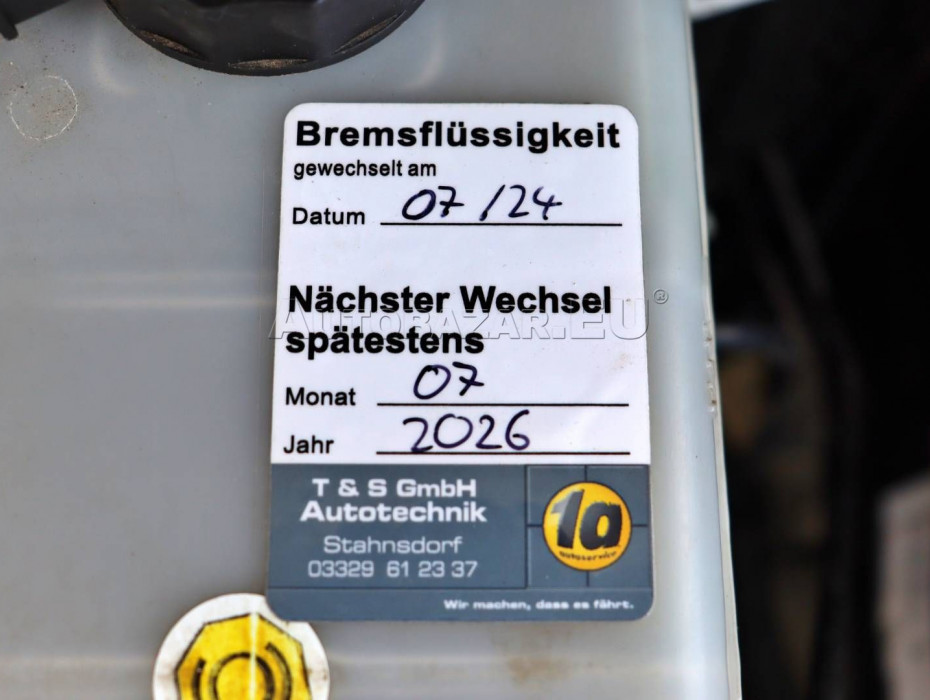 Bremsflüssigkeit
gewechselt am
Datum 07/24
Nächster Wechsel
AUTOBAZAR.EU®
spätestens
Monat 07
Jahr 2026
T & S GmbH
Autotechnik
Stahnsdorf
03329 61 23 37
1a
autoservice
Wir machen, dass es fährt.